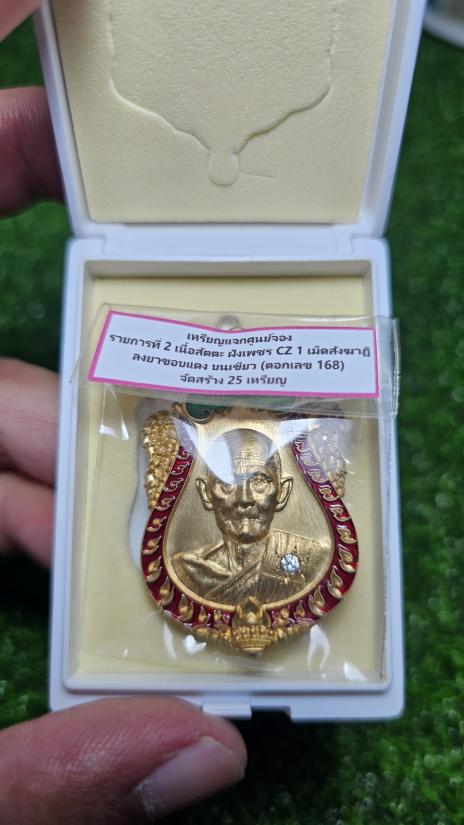 เหรียญแจกศูนย์จอง
รายการที่ 2 เนื้อสัตตะ ฝังเพชร CZ 1 เม็ดสังฆาฏิ
ลงยาขอบแดง บนเขียว (ตอกเลข 168)
จัดสร้าง 25 เหรียญ